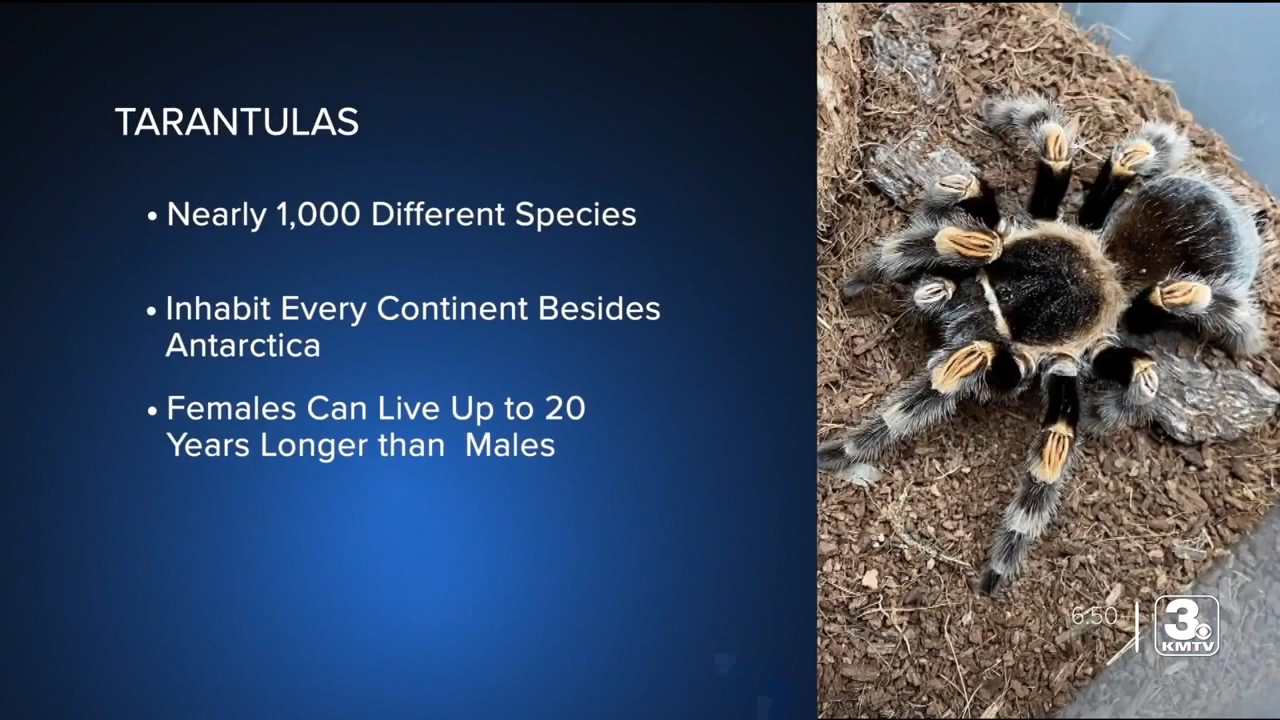 TARANTULAS
• Nearly 1,000 Different Species
• Inhabit Every Continent Besides
Antarctica
• Females Can Live Up to 20
Years Longer than  Males
6:50
3
KMTV